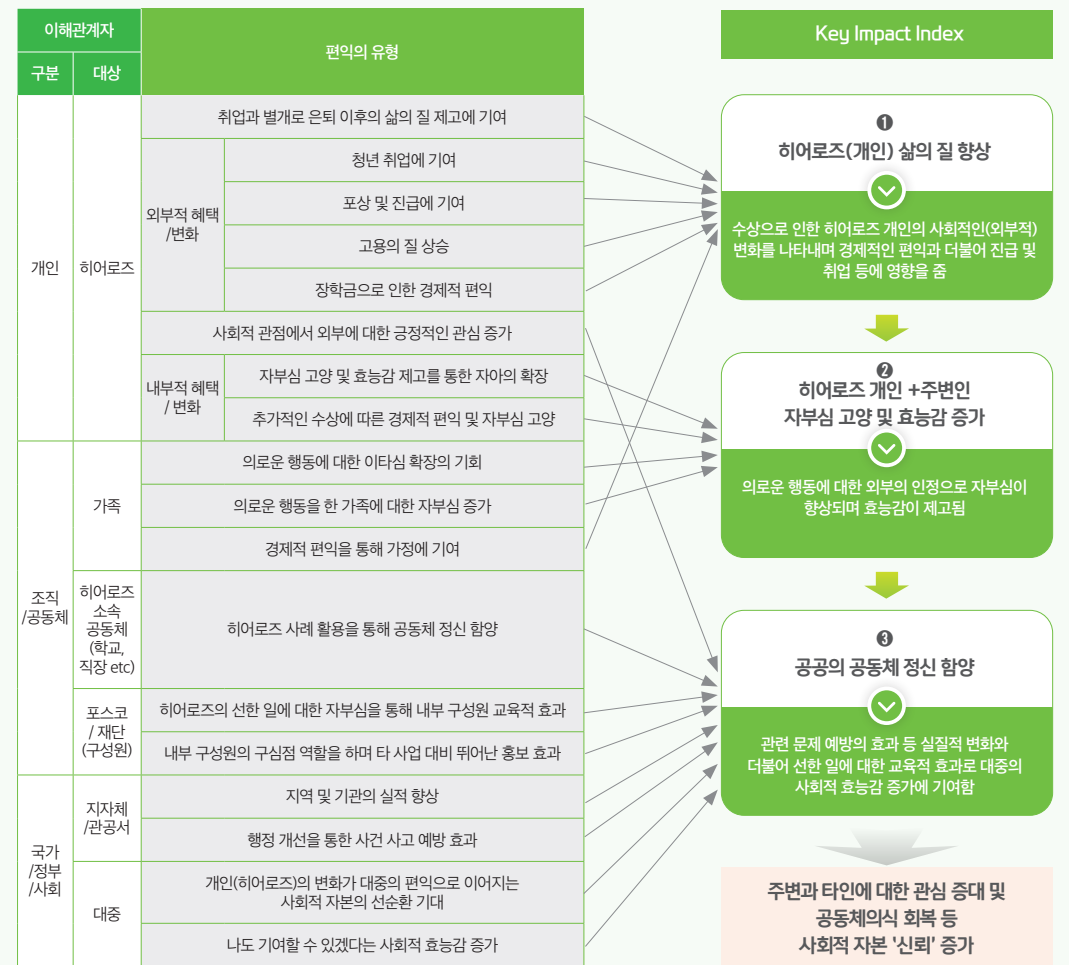 이해관계자
구분
대상
편익의 유형
개인
히어로즈
취업과 별개로 은퇴 이후의 삶의 질 제고에 기여
외부적 혜택
/변화
청년 취업에 기여
포상 및 진급에 기여
고용의 질 상승
장학금으로 인한 경제적 편익
사회적 관점에서 외부에 대한 긍정적인 관심 증가
내부적 혜택
/ 변화
자부심 고양 및 효능감 제고를 통한 자아의 확장
추가적인 수상에 따른 경제적 편익 및 자부심 고양
조직
/공동체
가족
의로운 행동에 대한 이타심 확장의 기회
의로운 행동을 한 가족에 대한 자부심 증가
경제적 편익을 통해 가정에 기여
히어로즈
소속
공동체
(학교,
직장 etc)
히어로즈 사례 활용을 통해 공동체 정신 함양
포스코
/ 재단
(구성원)
히어로즈의 선한 일에 대한 자부심을 통해 내부 구성원 교육적 효과
내부 구성원의 구심점 역할을 하며 타 사업 대비 뛰어난 홍보 효과
국가
/정부
/사회
지자체
/관공서
지역 및 기관의 실적 향상
행정 개선을 통한 사건 사고 예방 효과
대중
개인(히어로즈)의 변화가 대중의 편익으로 이어지는
사회적 자본의 선순환 기대
나도 기여할 수 있겠다는 사회적 효능감 증가
Key Impact Index
❶
히어로즈(개인) 삶의 질 향상
수상으로 인한 히어로즈 개인의 사회적인(외부적)
변화를 나타내며 경제적인 편익과 더불어 진급 및
취업 등에 영향을 줌
❷
히어로즈 개인 +주변인
자부심 고양 및 효능감 증가
의로운 행동에 대한 외부의 인정으로 자부심이
향상되며 효능감이 제고됨
❸
공공의 공동체 정신 함양
관련 문제 예방의 효과 등 실질적 변화와
더불어 선한 일에 대한 교육적 효과로 대중의
사회적 효능감 증가에 기여함
주변과 타인에 대한 관심 증대 및
공동체의식 회복 등
사회적 자본 '신뢰' 증가